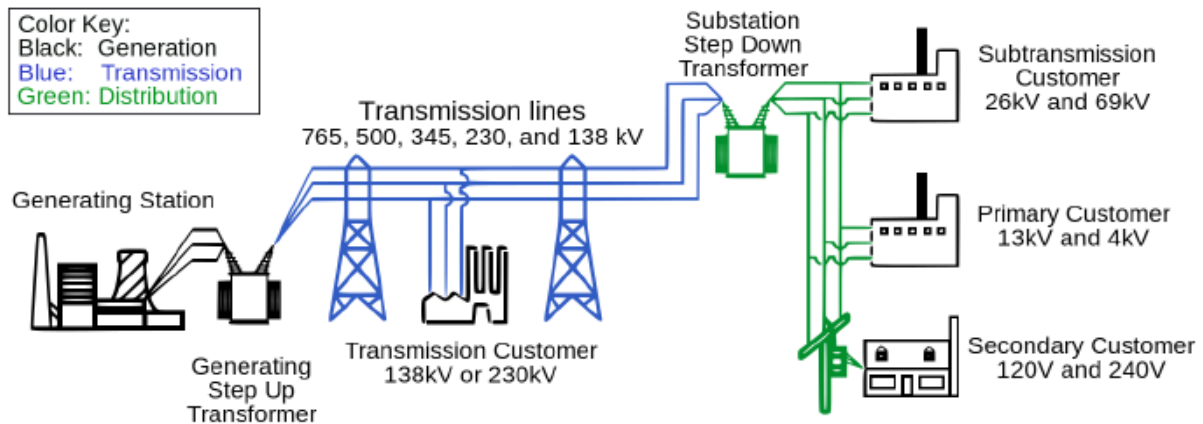 Color Key:
Black: Generation
Blue: Transmission
Green: Distribution
Generating Station
Generating
Step Up
Transformer
Transmission lines
765, 500, 345, 230, and 138 kV
Transmission Customer
138kV or 230kV
Substation
Step Down
Transformer
Subtransmission
Customer
26kV and 69kV
Primary Customer
13kV and 4kV
Secondary Customer
120V and 240V